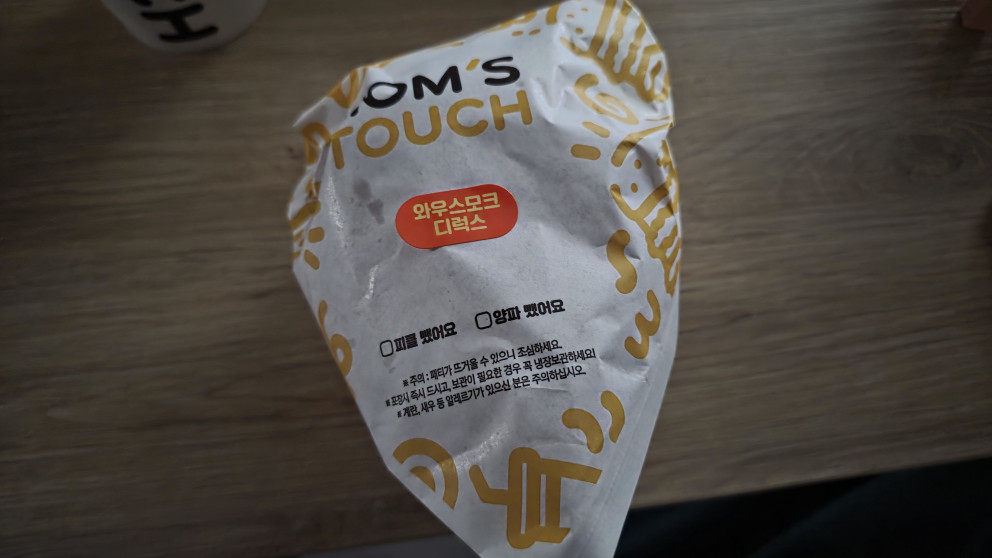 MOM'S
TOUCH
와우스모크
디럭스
피클 뺐어요 양파 뺐어요
※ 주의 : 패티가 뜨거울 수 있으니 조심하세요.
※ 포장시 즉시 드시고, 보관이 필요한 경우 꼭 냉장보관하세요!
※ 계란, 새우 등 알레르기가 있으신 분은 주의하십시오.